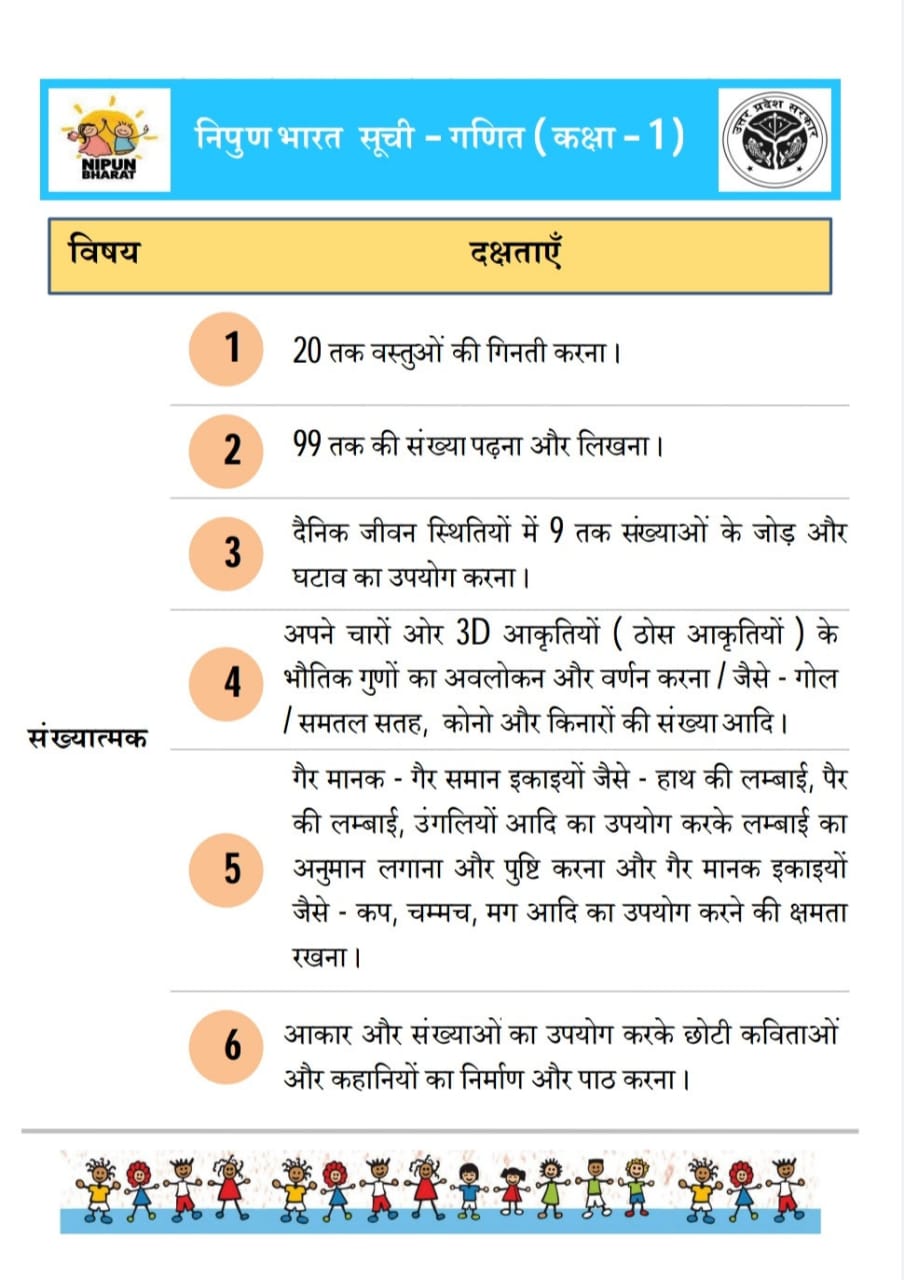 NIPUN
BHARAT
निपुण भारत सूची – गणित ( कक्षा – 1 )
उत्तर प्रदेश सरकार
विषय दक्षताएँ
1 20 तक वस्तुओं की गिनती करना।
2 99 तक की संख्या पढ़ना और लिखना।
3 दैनिक जीवन स्थितियों में 9 तक संख्याओं के जोड़ और
घटाव का उपयोग करना।
4 अपने चारों ओर 3D आकृतियों ( ठोस आकृतियों ) के
भौतिक गुणों का अवलोकन और वर्णन करना / जैसे - गोल
/ समतल सतह, कोनो और किनारों की संख्या आदि।
संख्यात्मक
5 गैर मानक - गैर समान इकाइयों जैसे - हाथ की लम्बाई, पैर
की लम्बाई, उंगलियों आदि का उपयोग करके लम्बाई का
अनुमान लगाना और पुष्टि करना और गैर मानक इकाइयों
जैसे - कप, चम्मच, मग आदि का उपयोग करने की क्षमता
रखना।
6 आकार और संख्याओं का उपयोग करके छोटी कविताओं
और कहानियों का निर्माण और पाठ करना।